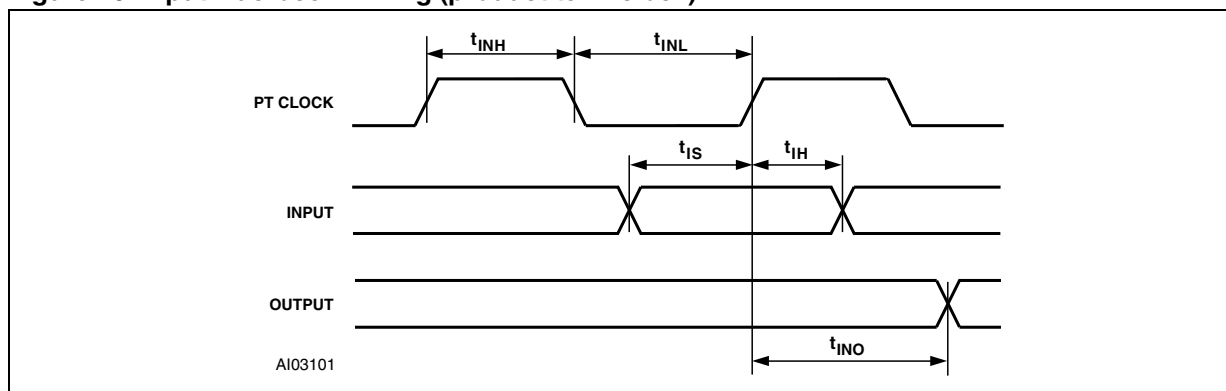 tINH tINL
PT CLOCK
tIS tIH
INPUT
OUTPUT
tINO
AI03101